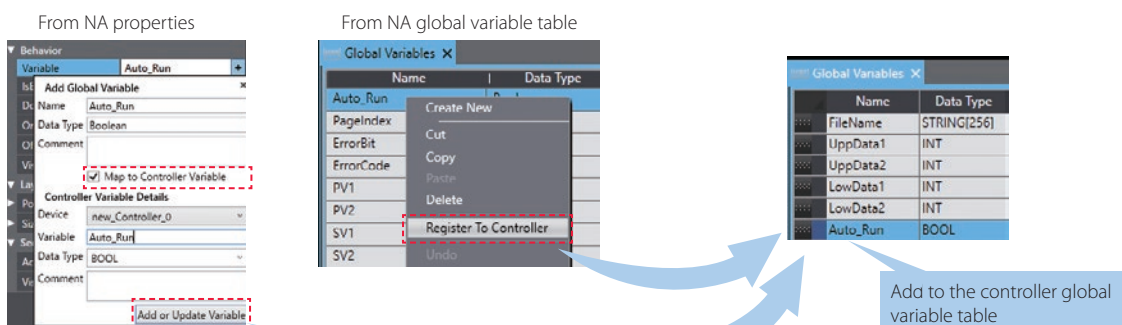 From NA properties
From NA global variable table
Behavior
Variable Auto_Run +
Add Global Variable ×
Name Auto_Run
Data Type Boolean
Comment
Map to Controller Variable
Controller Variable Details
Device new_Controller_0
Variable Auto_Run
Data Type BOOL
Comment
Add or Update Variable
Global Variables X
Name Data Type
Auto_Run
PageIndex
ErrorBit
ErrorCode
PV1
PV2
SV1
SV2
Create New
Cut
Copy
Paste
Delete
Register To Controller
Undo
Global Variables X
Name Data Type
FileName STRING[256]
UppData1 INT
UppData2 INT
LowData1 INT
LowData2 INT
Auto_Run BOOL
Add to the controller global
variable table